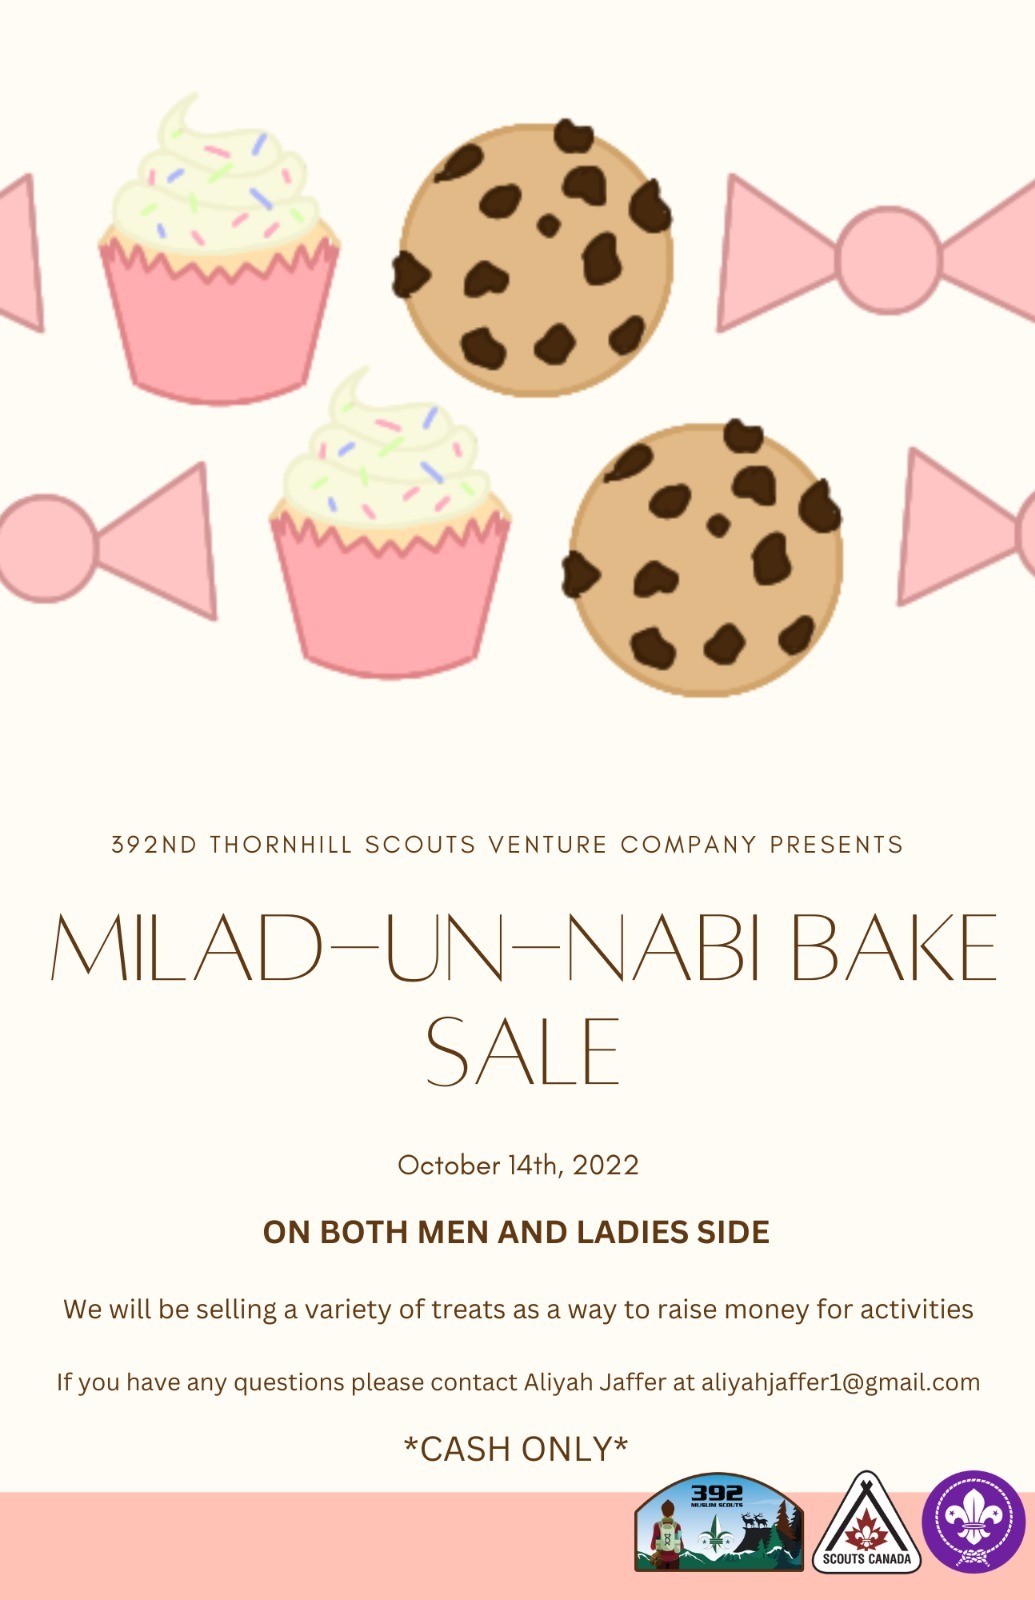 392ND THORNHILL SCOUTS VENTURE COMPANY PRESENTS
MILAD-UN-NABI BAKE
SALE
October 14th, 2022
ON BOTH MEN AND LADIES SIDE
We will be selling a variety of treats as a way to raise money for activities
If you have any questions please contact Aliyah Jaffer at aliyahjaffer1@gmail.com
*CASH ONLY*
392
MUSLIM SCOUTS
SCOUTS CANADA